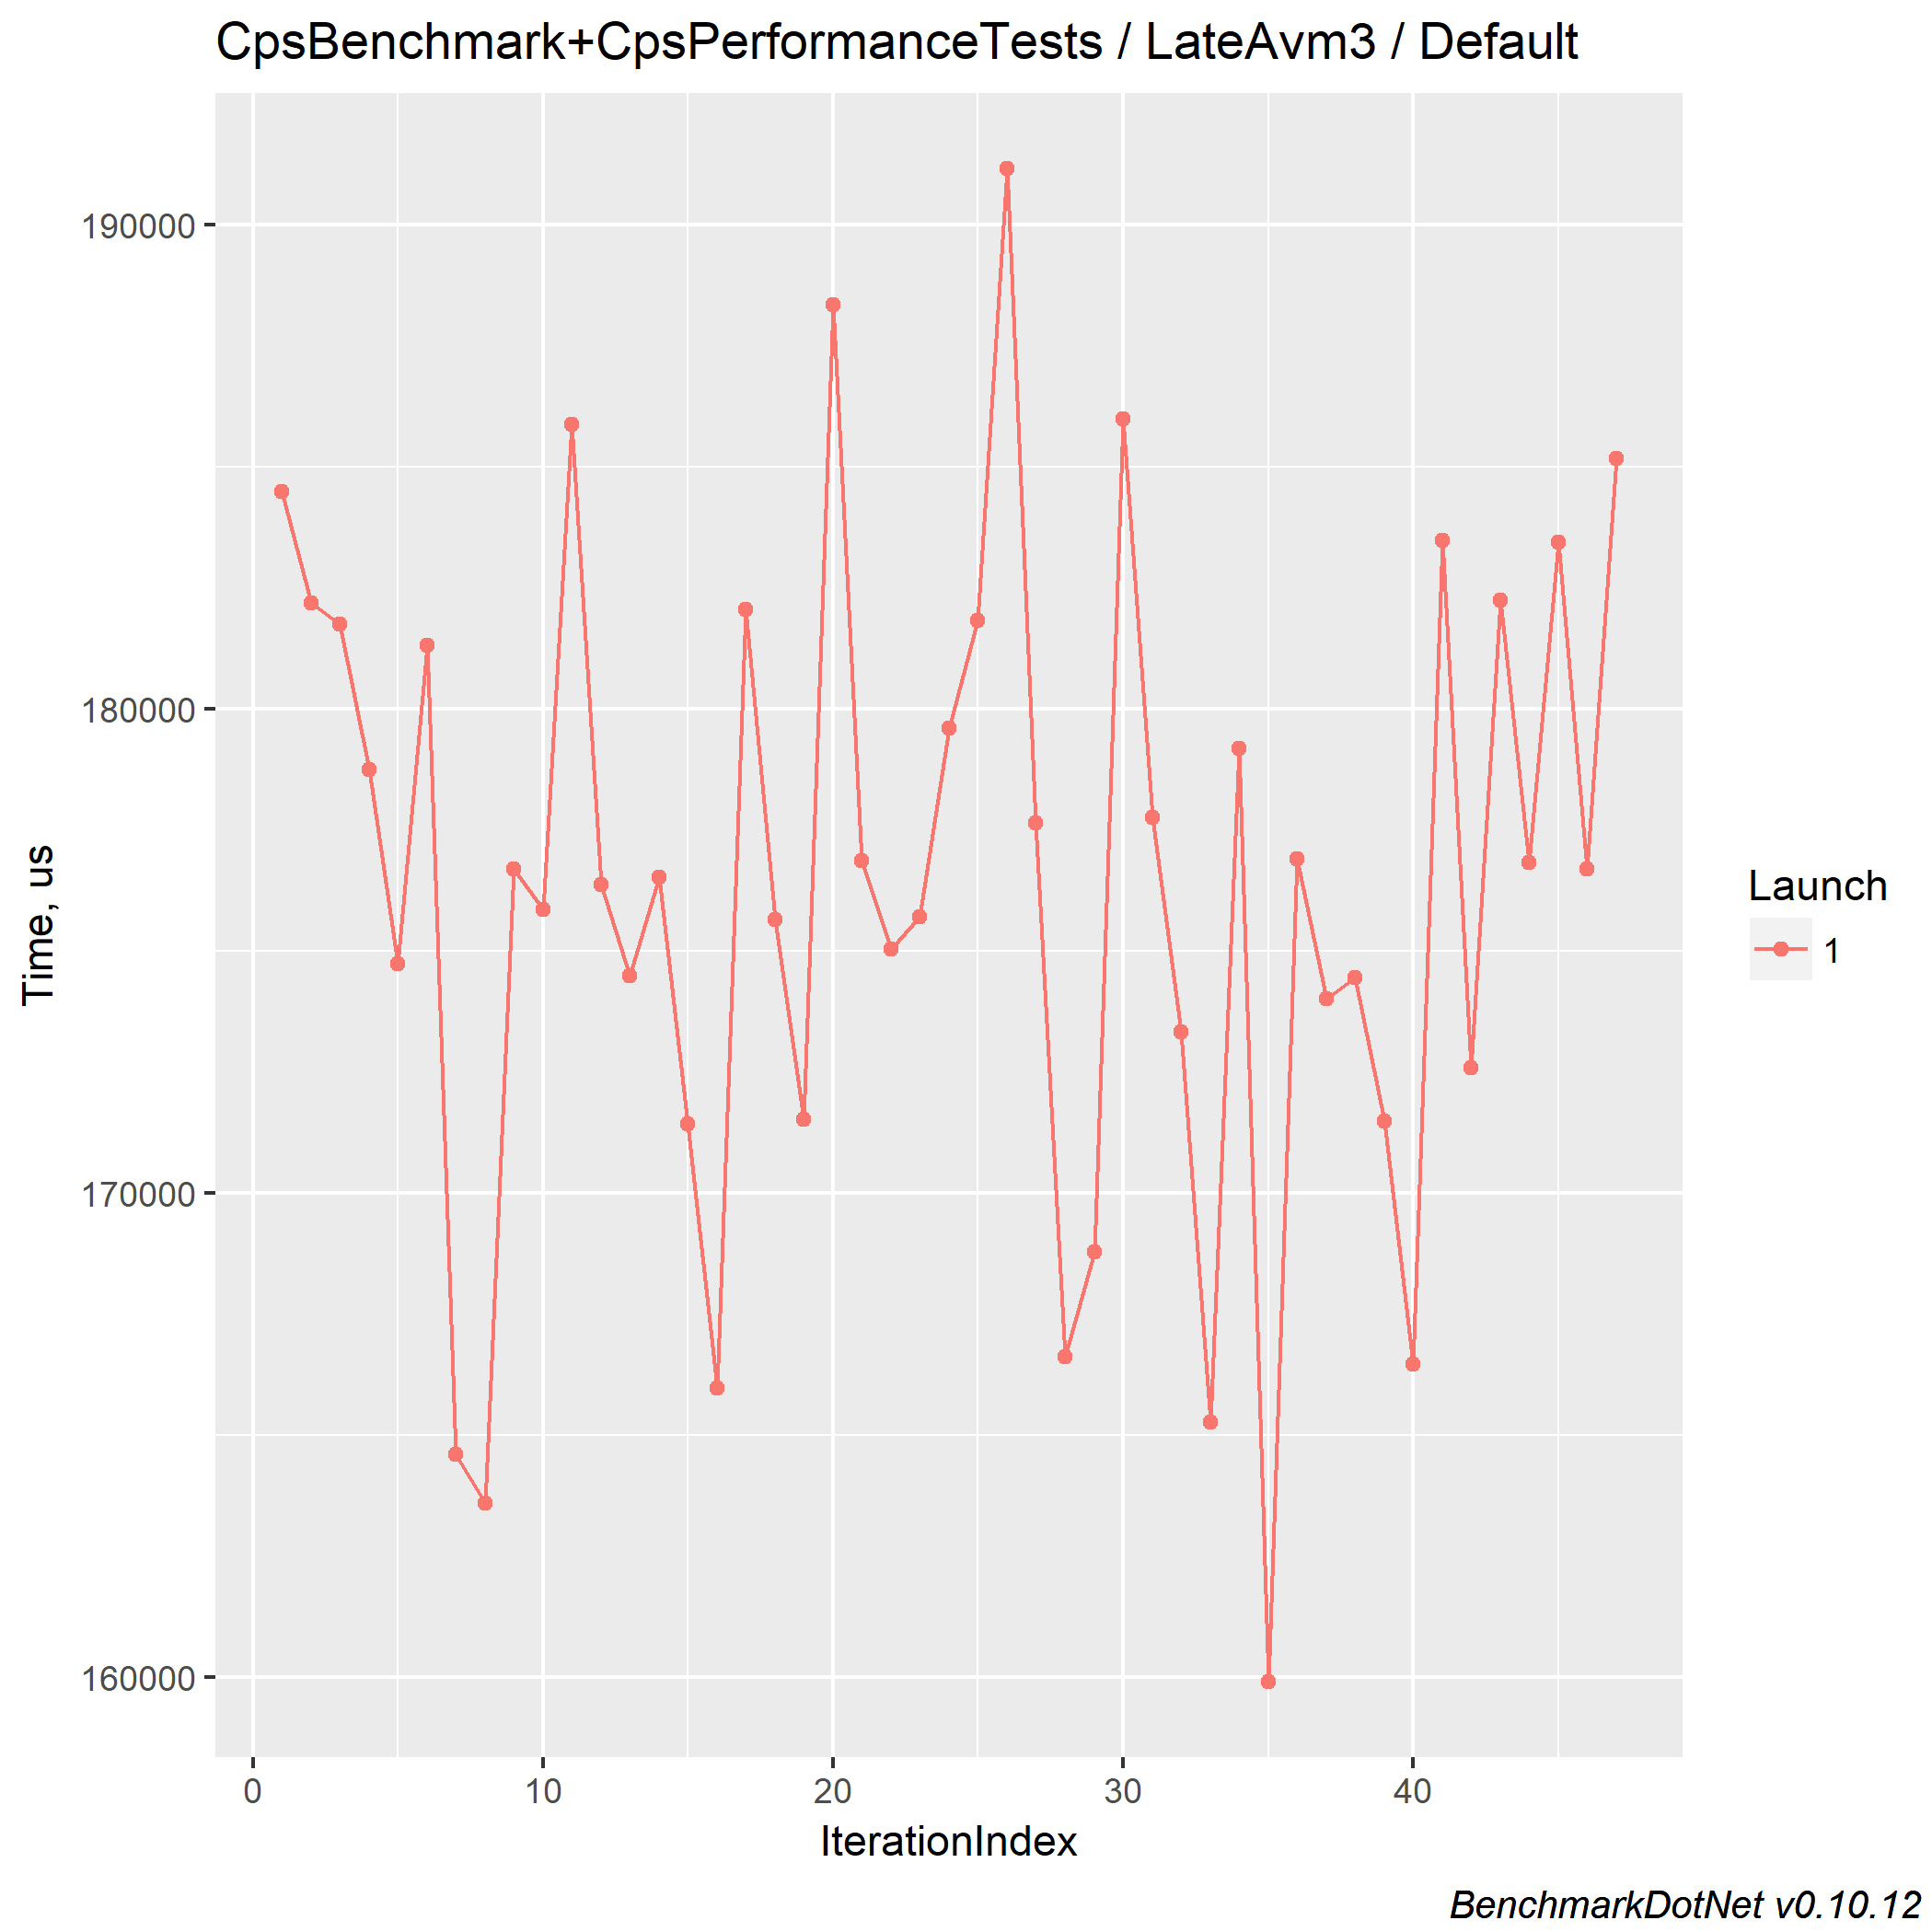 CpsBenchmark+CpsPerformanceTests / LateAvm3 / Default
190000
180000
170000
160000
Time, us
0 10 20 30 40
IterationIndex
Launch
1
BenchmarkDotNet v0.10.12